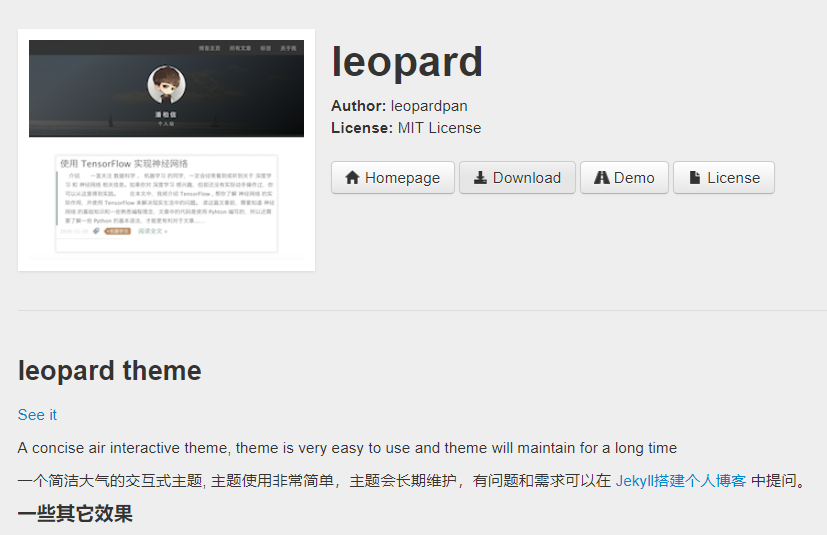 博客主页 所有文章 标签 关于我
潘柏信
个人站
使用 TensorFlow 实现神经网络
阅读全文 »
leopard
Author: leopardpan
License: MIT License
Homepage Download Demo License
leopard theme
See it
A concise air interactive theme, theme is very easy to use and theme will maintain for a long time
一个简洁大气的交互式主题, 主题使用非常简单，主题会长期维护，有问题和需求可以在 Jekyll搭建个人博客 中提问。
一些其它效果